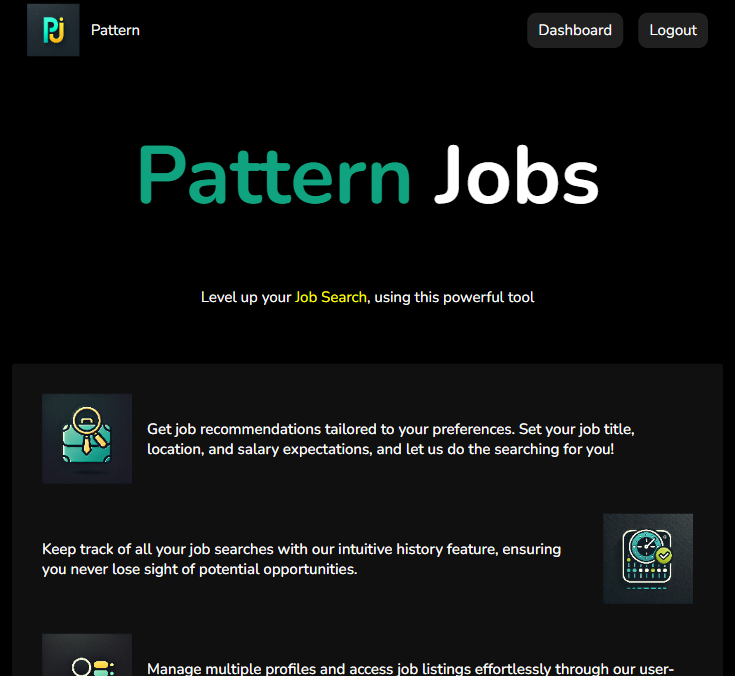 PJ
Pattern
Dashboard
Logout
Pattern Jobs
Level up your Job Search, using this powerful tool
Get job recommendations tailored to your preferences. Set your job title,
location, and salary expectations, and let us do the searching for you!
Keep track of all your job searches with our intuitive history feature, ensuring
you never lose sight of potential opportunities.
Manage multiple profiles and access job listings effortlessly through our user-